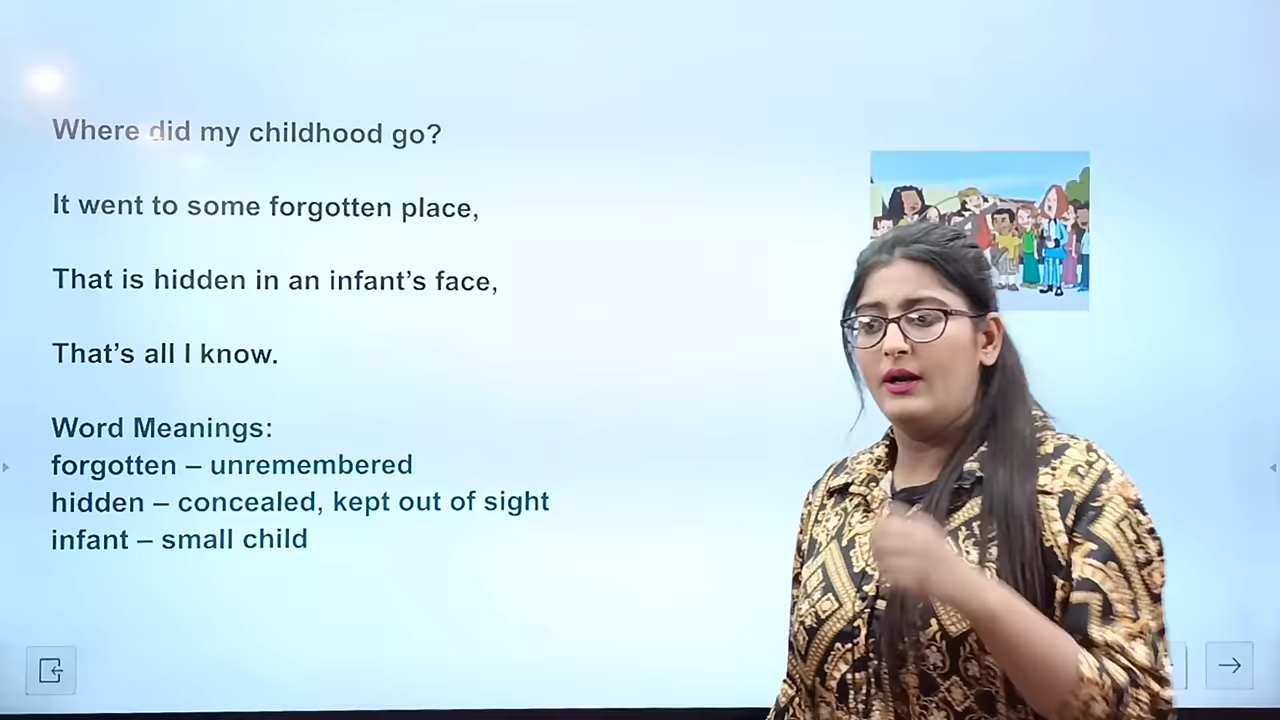 Where did my childhood go?
It went to some forgotten place,
That is hidden in an infant’s face,
That’s all I know.
Word Meanings:
forgotten – unremembered
hidden – concealed, kept out of sight
infant – small child